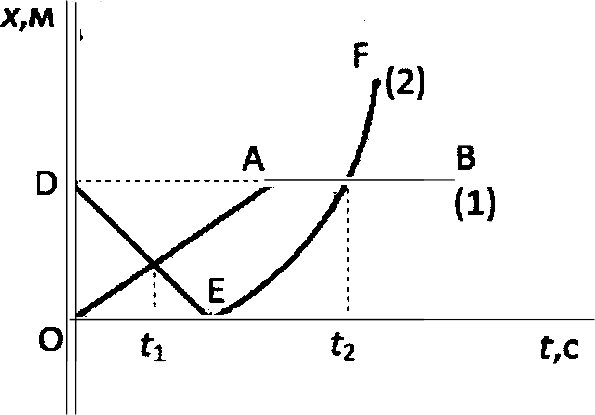 x,м
F
(2)
A
B
D
(1)
E
O
t₁
t₂
t,с